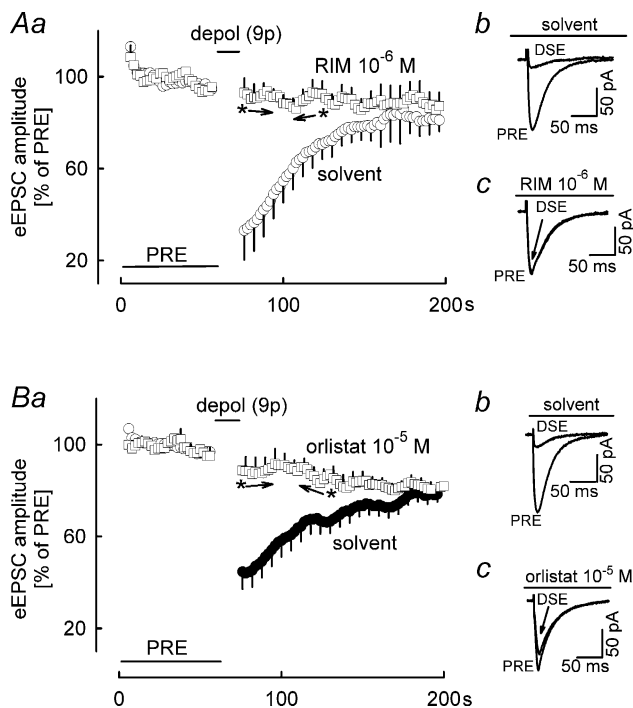 Aa
depol (9p)
RIM 10⁻⁶ M
100
60
20
eEPSC amplitude
[% of PRE]
* *
solvent
PRE
0 100 200s
b
solvent
DSE
PRE
50 ms
50 pA
c
RIM 10⁻⁶ M
DSE
PRE
50 ms
50 pA
Ba
depol (9p)
orlistat 10⁻⁵ M
100
60
20
eEPSC amplitude
[% of PRE]
* *
solvent
PRE
0 100 200s
b
solvent
DSE
PRE
50 ms
50 pA
c
orlistat 10⁻⁵ M
DSE
PRE
50 ms
50 pA